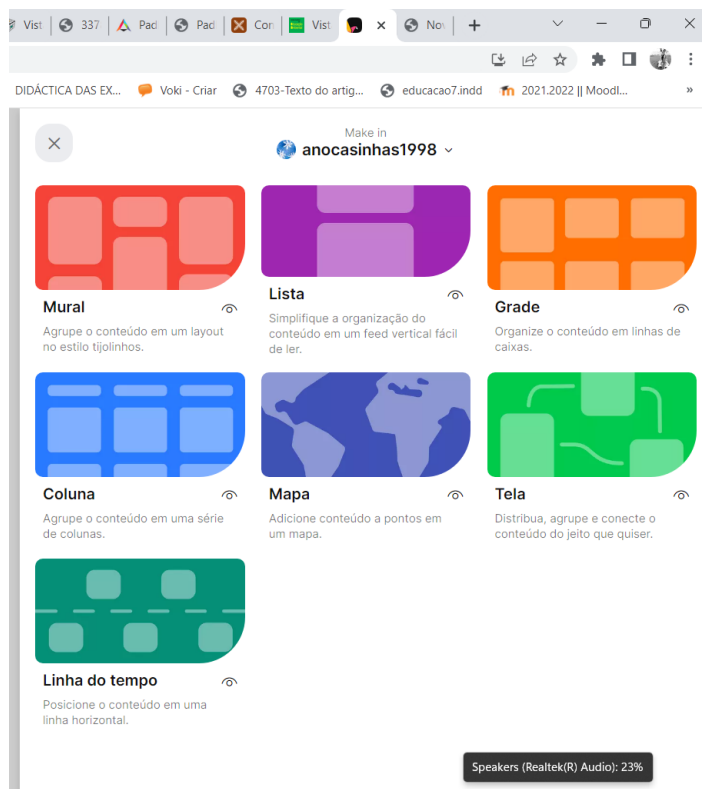 Vist
337
Pad
Pad
Con
Vist
Nov
DIDÁCTICA DAS EX...
Voki - Criar
4703-Texto do artig...
educacao7.indd
2021.2022 || Moodl...
»
Make in
anocasinhas1998
Mural
Agrupe o conteúdo em um layout
no estilo tijolinhos.
Lista
Simplifique a organização do
conteúdo em um feed vertical fácil
de ler.
Grade
Organize o conteúdo em linhas de
caixas.
Coluna
Agrupe o conteúdo em uma série
de colunas.
Mapa
Adicione conteúdo a pontos em
um mapa.
Tela
Distribua, agrupe e conecte o
conteúdo do jeito que quiser.
Linha do tempo
Posicione o conteúdo em uma
linha horizontal.
Speakers (Realtek(R) Audio): 23%